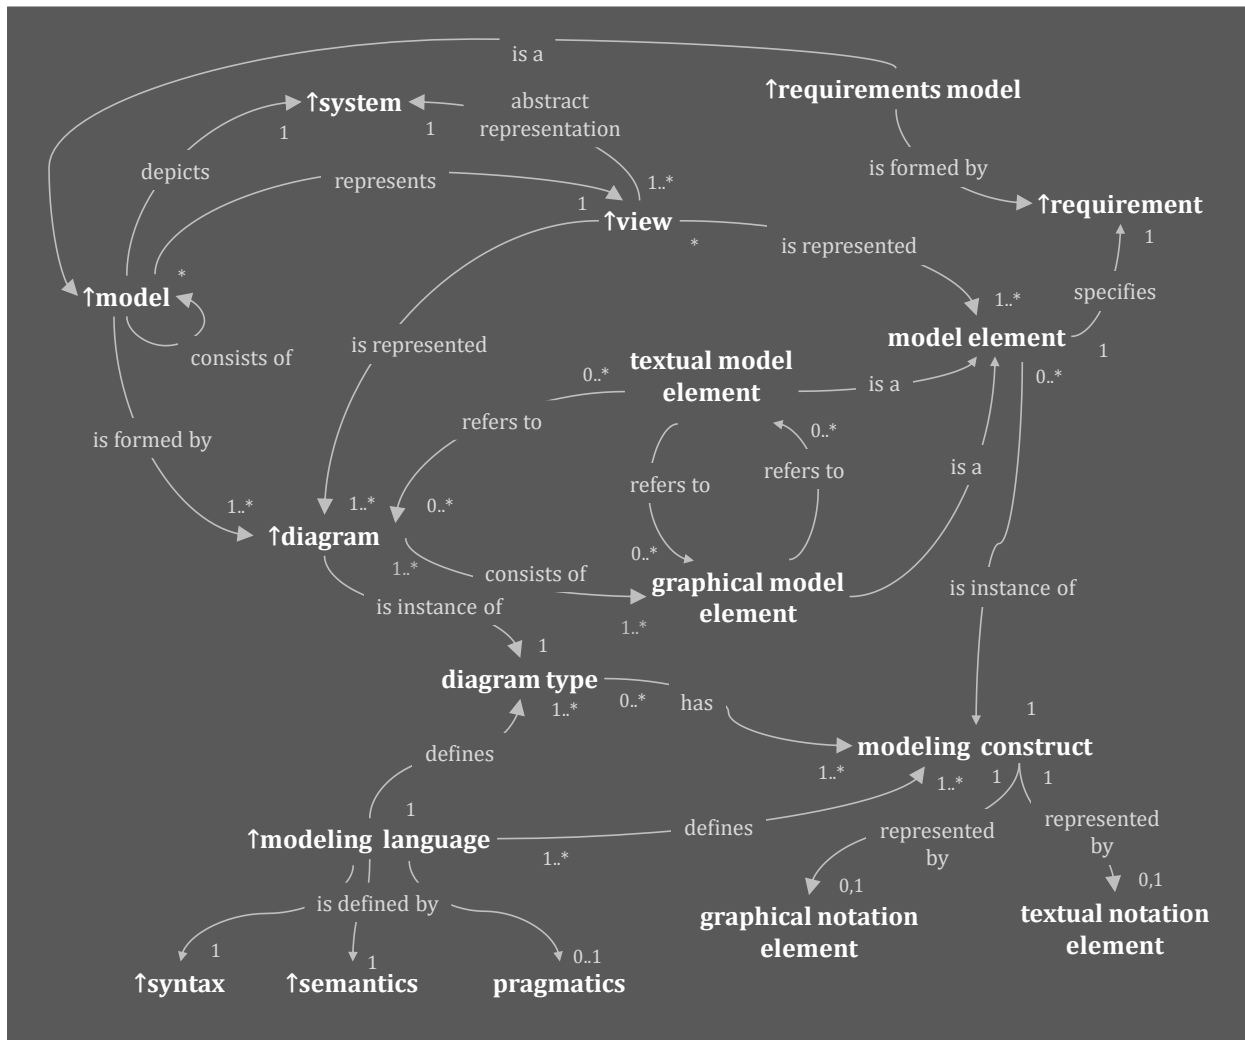 is a
↑requirements model
↑system
abstract
representation
1
1
depicts
represents
is formed by
1..*
1
↑view
*
↑requirement
1
is represented
*
↑model
consists of
1..*
specifies
is represented
model element
1
textual model
element
0..*
is a
0..*
refers to
0..*
is formed by
refers to
refers to
is a
1..*
1..*
0..*
↑diagram
1..*
consists of
0..*
graphical model
element
is instance of
is instance of
1..*
1
diagram type
1..*
0..*
has
1
modeling construct
defines
1..*
1..*
1
1
1
↑modeling language
1..*
defines
represented
by
represented
by
is defined by
0,1
0,1
graphical notation
element
textual notation
element
1
1
0..1
↑syntax
↑semantics
pragmatics